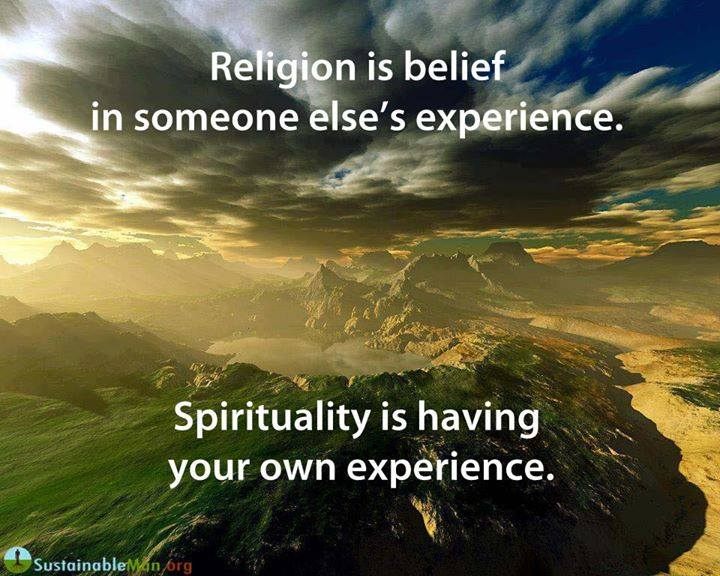 Religion is belief
in someone else's experience.
Spirituality is having
your own experience.
SustainableMan.org